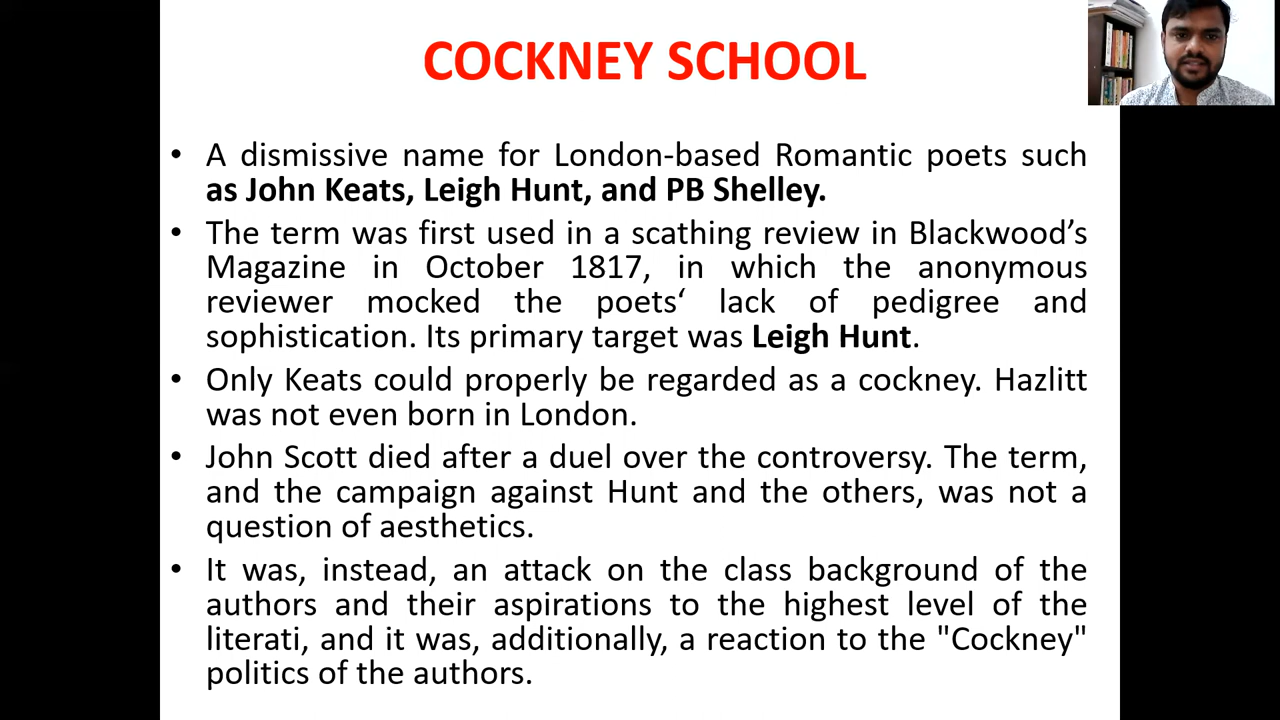 COCKNEY SCHOOL
• A dismissive name for London-based Romantic poets such
as John Keats, Leigh Hunt, and PB Shelley.
• The term was first used in a scathing review in Blackwood’s
Magazine in October 1817, in which the anonymous
reviewer mocked the poets‘ lack of pedigree and
sophistication. Its primary target was Leigh Hunt.
• Only Keats could properly be regarded as a cockney. Hazlitt
was not even born in London.
• John Scott died after a duel over the controversy. The term,
and the campaign against Hunt and the others, was not a
question of aesthetics.
• It was, instead, an attack on the class background of the
authors and their aspirations to the highest level of the
literati, and it was, additionally, a reaction to the "Cockney"
politics of the authors.